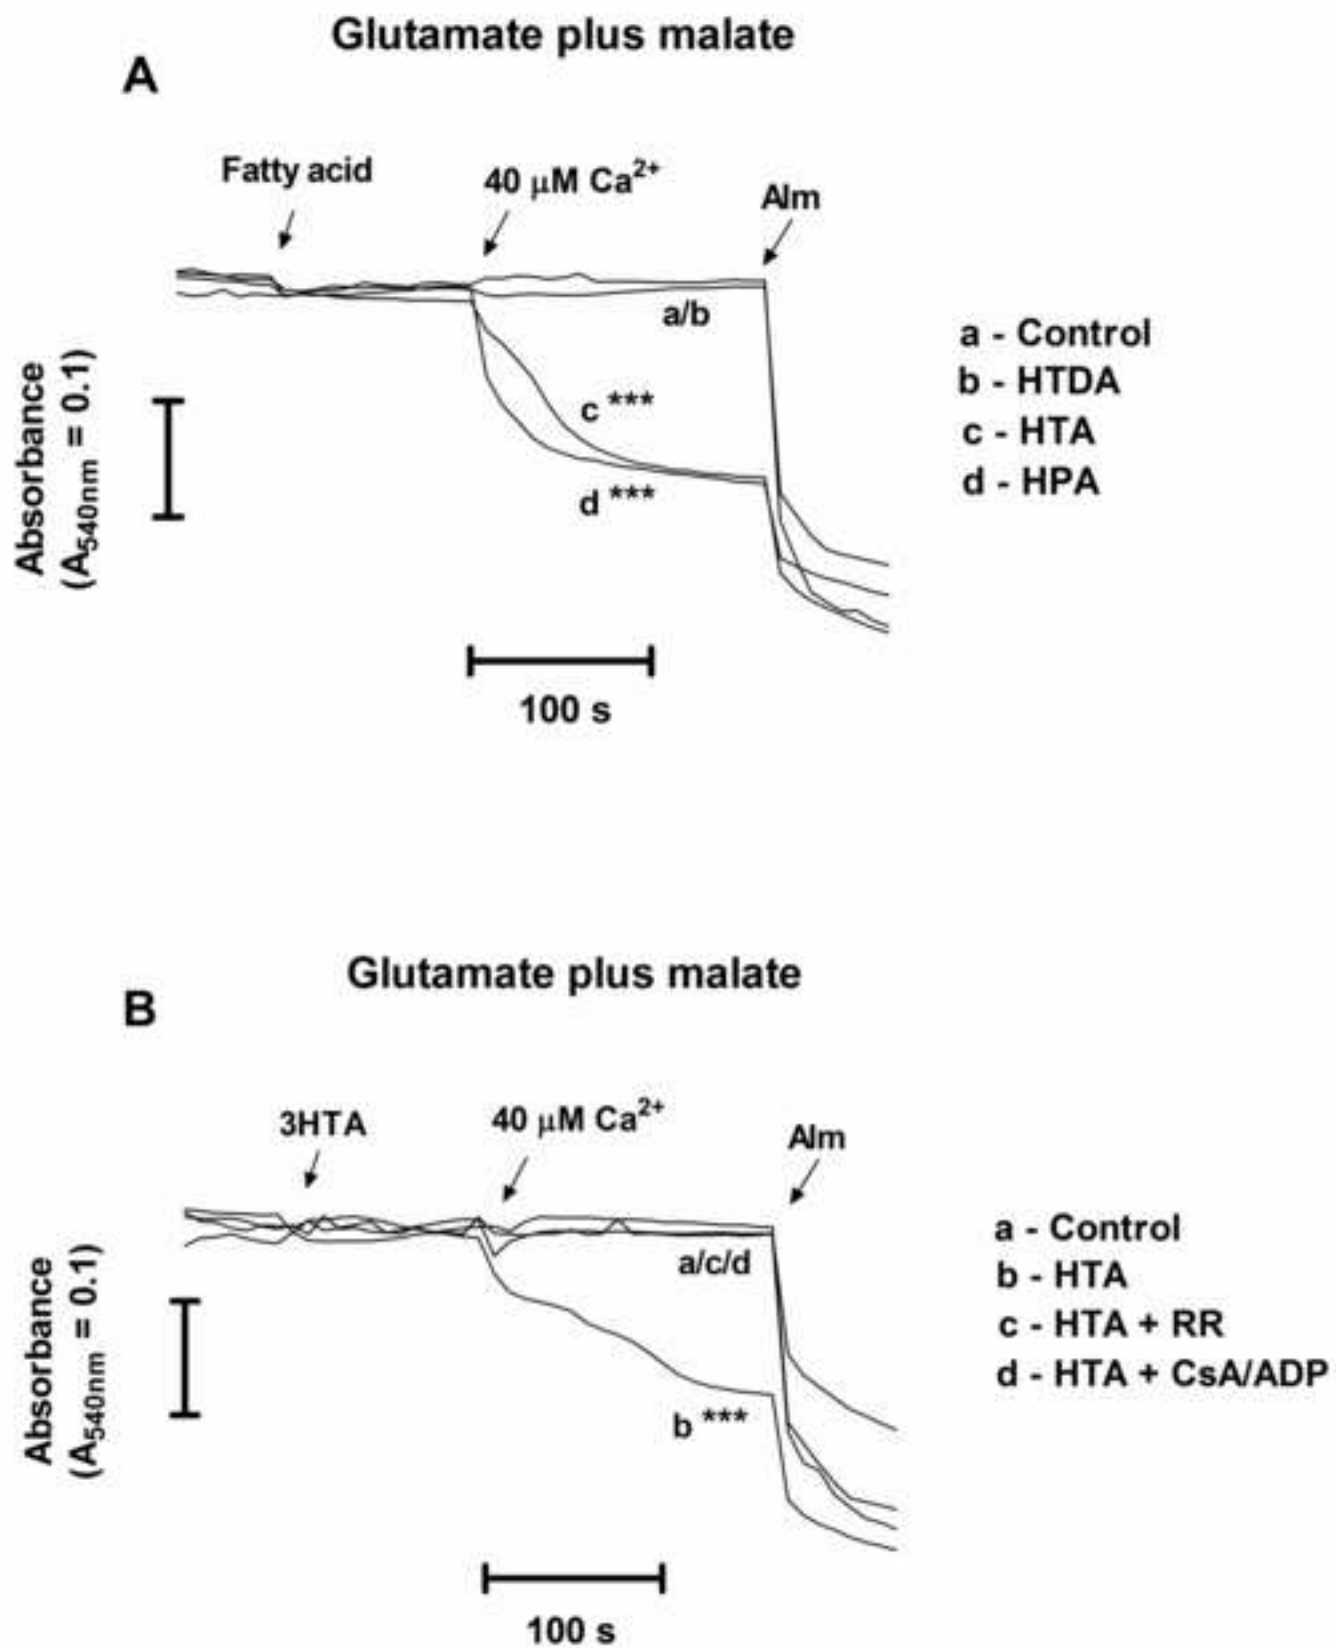 Glutamate plus malate
A
Fatty acid
40 μM Ca²⁺
Alm
a/b
c ***
d ***
Absorbance
(A₅₄₀ₙₘ = 0.1)
100 s
a - Control
b - HTDA
c - HTA
d - HPA
Glutamate plus malate
B
3HTA
40 μM Ca²⁺
Alm
a/c/d
b ***
Absorbance
(A₅₄₀ₙₘ = 0.1)
100 s
a - Control
b - HTA
c - HTA + RR
d - HTA + CsA/ADP